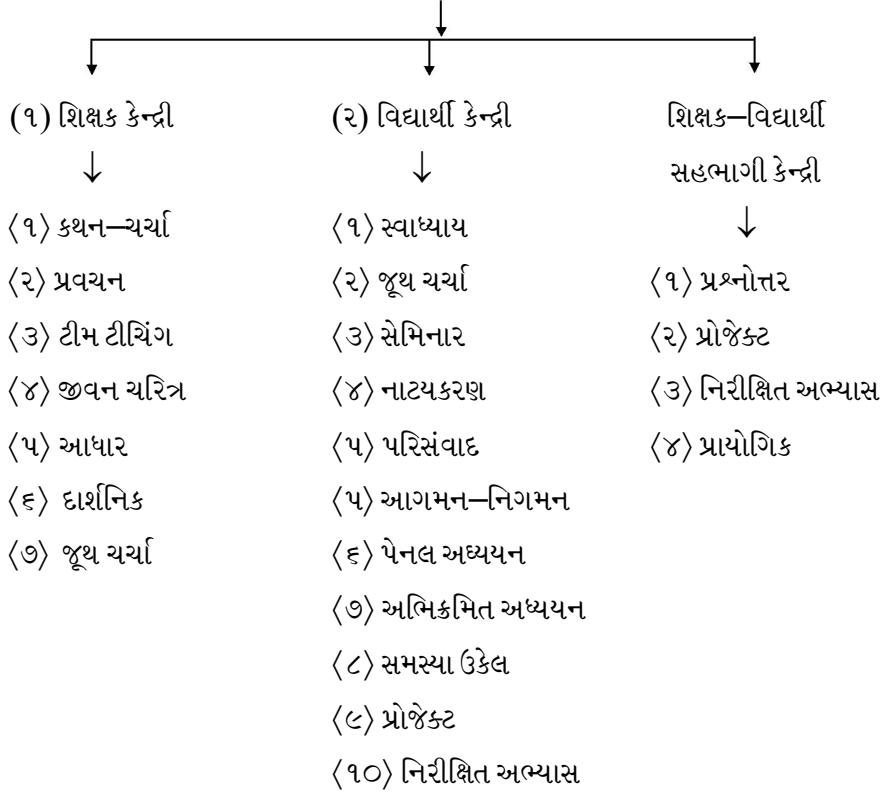 (૧) શિક્ષક કેન્દ્રી
⟨૧⟩ કથન–ચર્ચા
⟨૨⟩ પ્રવચન
⟨૩⟩ ટીમ ટીચિંગ
⟨૪⟩ જીવન ચરિત્ર
⟨૫⟩ આધાર
⟨૬⟩ દાર્શનિક
⟨૭⟩ જૂથ ચર્ચા
(૨) વિદ્યાર્થી કેન્દ્રી
⟨૧⟩ સ્વાધ્યાય
⟨૨⟩ જૂથ ચર્ચા
⟨૩⟩ સેમિનાર
⟨૪⟩ નાટયકરણ
⟨૫⟩ પરિસંવાદ
⟨૫⟩ આગમન–નિગમન
⟨૬⟩ પેનલ અઘ્યયન
⟨૭⟩ અભિક્રમિત અધ્યયન
⟨૮⟩ સમસ્યા ઉકેલ
⟨૯⟩ પ્રોજેક્ટ
⟨૧૦⟩ નિરીક્ષિત અભ્યાસ
શિક્ષક–વિદ્યાર્થી
સહભાગી કેન્દ્રી
⟨૧⟩ પ્રશ્નોત્તર
⟨૨⟩ પ્રોજેક્ટ
⟨૩⟩ નિરીક્ષિત અભ્યાસ
⟨૪⟩ પ્રાયોગિક